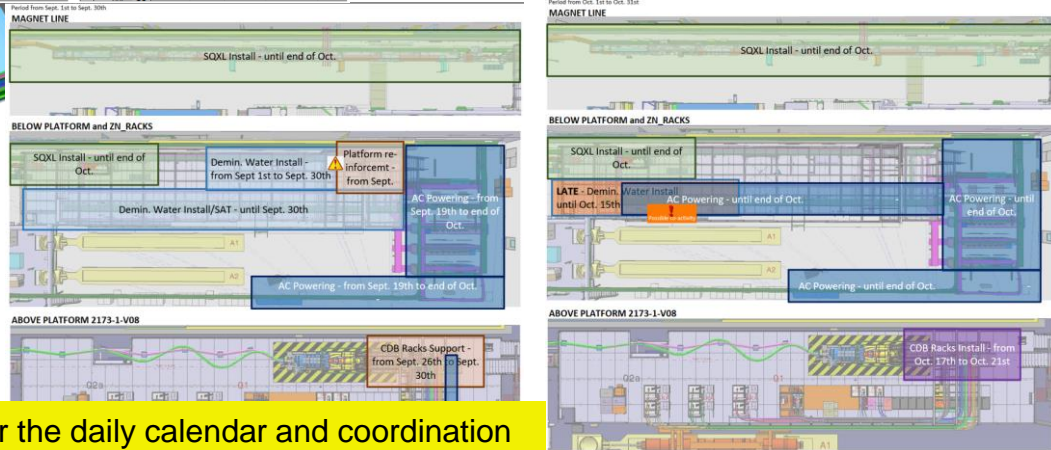 Period from Sept. 1st to Sept. 30th
MAGNET LINE
SQXL Install - until end of Oct.
BELOW PLATFORM and ZN_RACKS
SQXL Install - until end of
Oct.
Demin. Water Install -
from Sept 1st to Sept. 30th
Platform re-
inforcemt -
from Sept.
Demin. Water Install/SAT - until Sept. 30th
AC Powering - from
Sept. 19th to end of
Oct.
A1
A2
AC Powering - from Sept. 19th to end of Oct.
ABOVE PLATFORM 2173-1-V08
CDB Racks Support -
from Sept. 26th to Sept.
30th
Q2a
Q1
r the daily calendar and coordination
Period from Oct. 1st to Oct. 31st
MAGNET LINE
SQXL Install - until end of Oct.
BELOW PLATFORM and ZN_RACKS
SQXL Install - until end of
Oct.
LATE - Demin. Water Install
until Oct. 15th
AC Powering - until end of Oct.
AC Powering - until
end of Oct.
A1
A2
AC Powering - until end of Oct.
ABOVE PLATFORM 2173-1-V08
CDB Racks Install - from
Oct. 17th to Oct. 21st
Q2a
Q1
A1